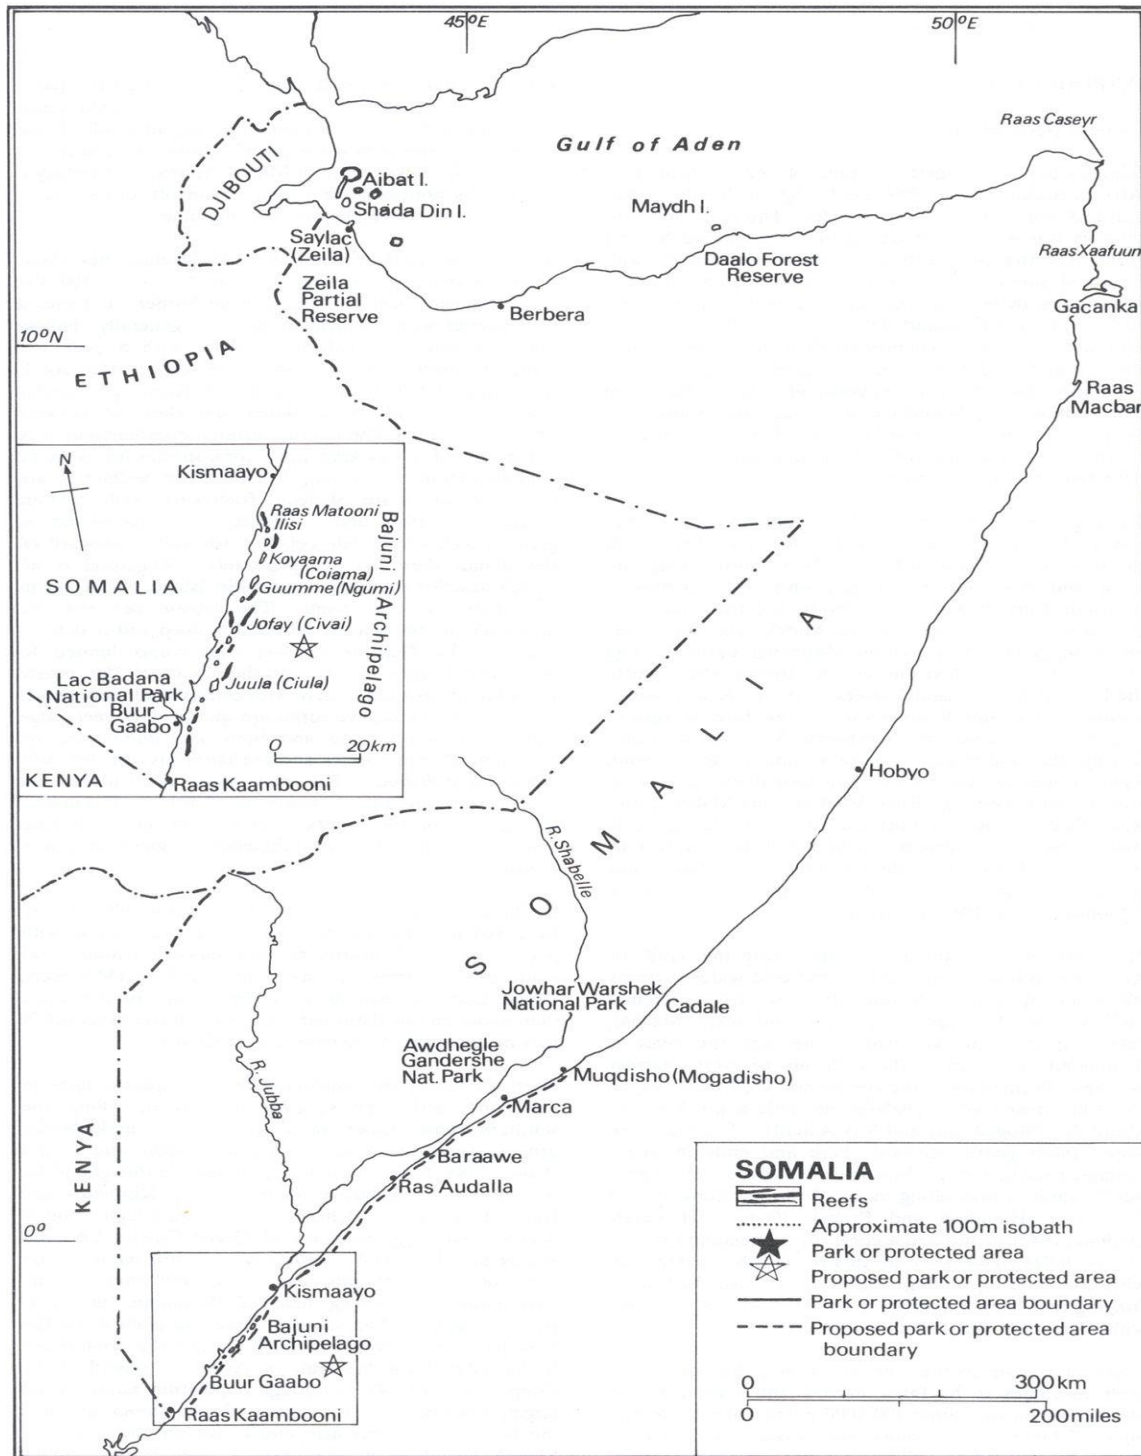 45°E
50°E
Raas Caseyr
Gulf of Aden
DJIBOUTI
Aibat I.
Shada Din I.
Maydh I.
Saylac
(Zeila)
Daalo Forest
Reserve
Raas Xaafuun
Zeila
Partial
Reserve
Berbera
Gacanka
10°N
ETHIOPIA
Raas
Macbar
N
Kismaayo
Raas Matooni
Ilisi
Koyaama
(Coiama)
Guumme (Ngumi)
Jofay (Civai)
Juula (Ciula)
Bajuni Archipelago
SOMALIA
Lac Badana
National Park
Buur
Gaabo
0 20km
KENYA
Raas Kaambooni
Hobyo
SOMALIA
R. Shabelle
Jowhar Warshek
National Park
Cadale
Awdhegle
Gandershe
Nat. Park
Muqdisho (Mogadisho)
Marca
R. Jubba
Baraawe
Ras Audalla
KENYA
0°
Kismaayo
Bajuni
Archipelago
Buur Gaabo
Raas Kaambooni
SOMALIA
Reefs
Approximate 100m isobath
Park or protected area
Proposed park or protected area
Park or protected area boundary
Proposed park or protected area
boundary
0 300 km
0 200 miles